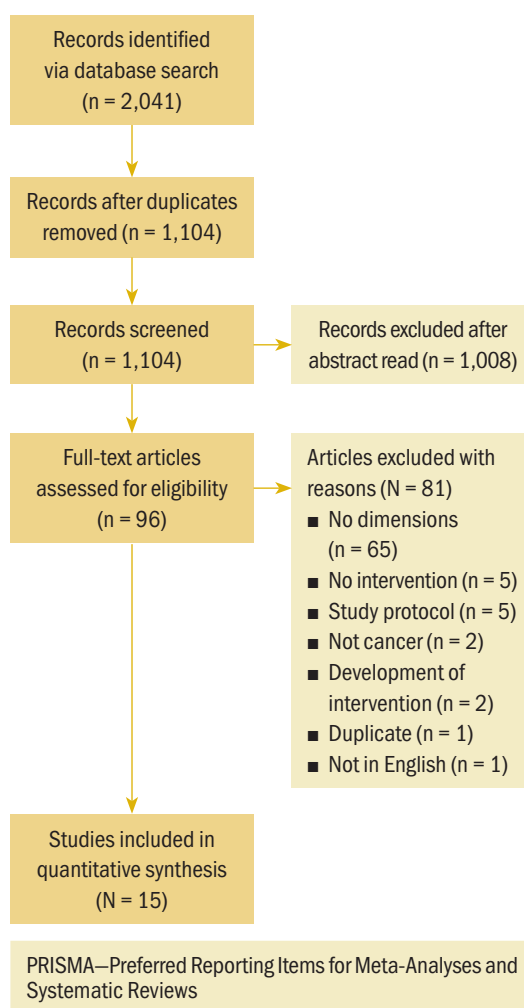 Records identified
via database search
(n = 2,041)
Records after duplicates
removed (n = 1,104)
Records screened
(n = 1,104)
Records excluded after
abstract read (n = 1,008)
Full-text articles
assessed for eligibility
(n = 96)
Articles excluded with
reasons (N = 81)
■ No dimensions
(n = 65)
■ No intervention (n = 5)
■ Study protocol (n = 5)
■ Not cancer (n = 2)
■ Development of
intervention (n = 2)
■ Duplicate (n = 1)
■ Not in English (n = 1)
Studies included in
quantitative synthesis
(N = 15)
PRISMA—Preferred Reporting Items for Meta-Analyses and
Systematic Reviews